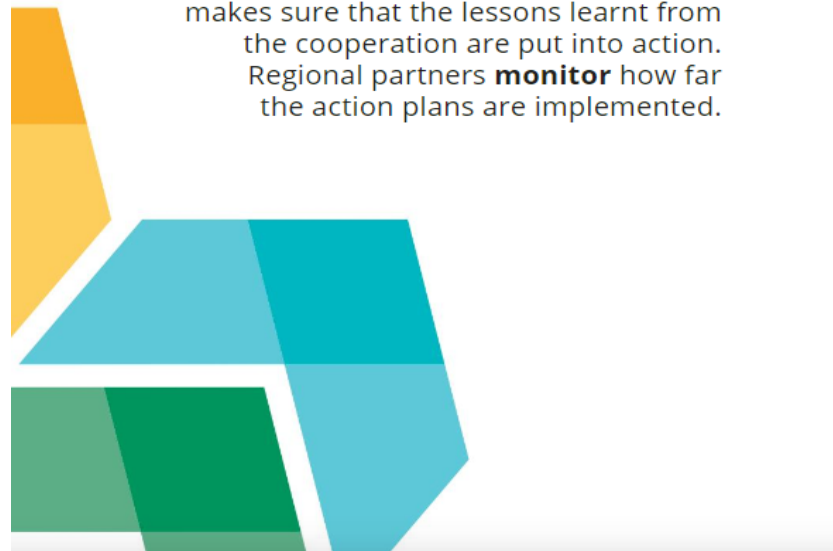 makes sure that the lessons learnt from
the cooperation are put into action.
Regional partners monitor how far
the action plans are implemented.